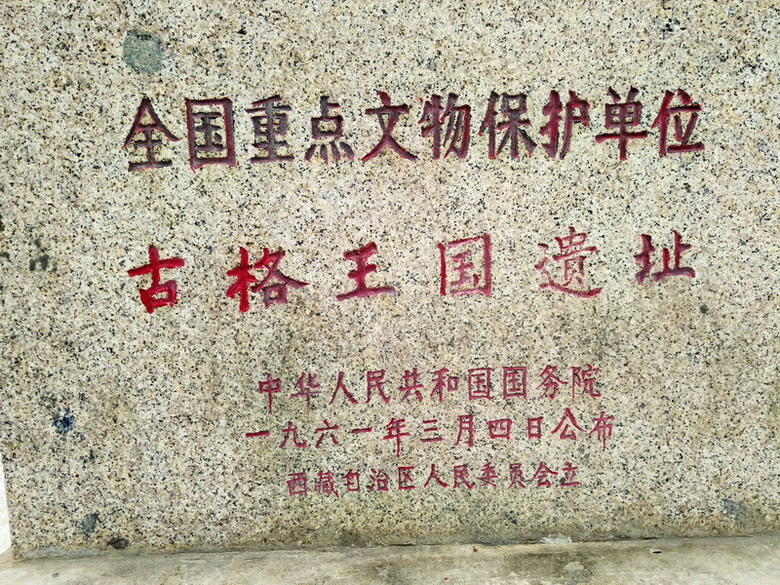 全国重点文物保护单位
古格王国遗址
中华人民共和国国务院
一九六一年三月四日公布
西藏自治区人民委员会立